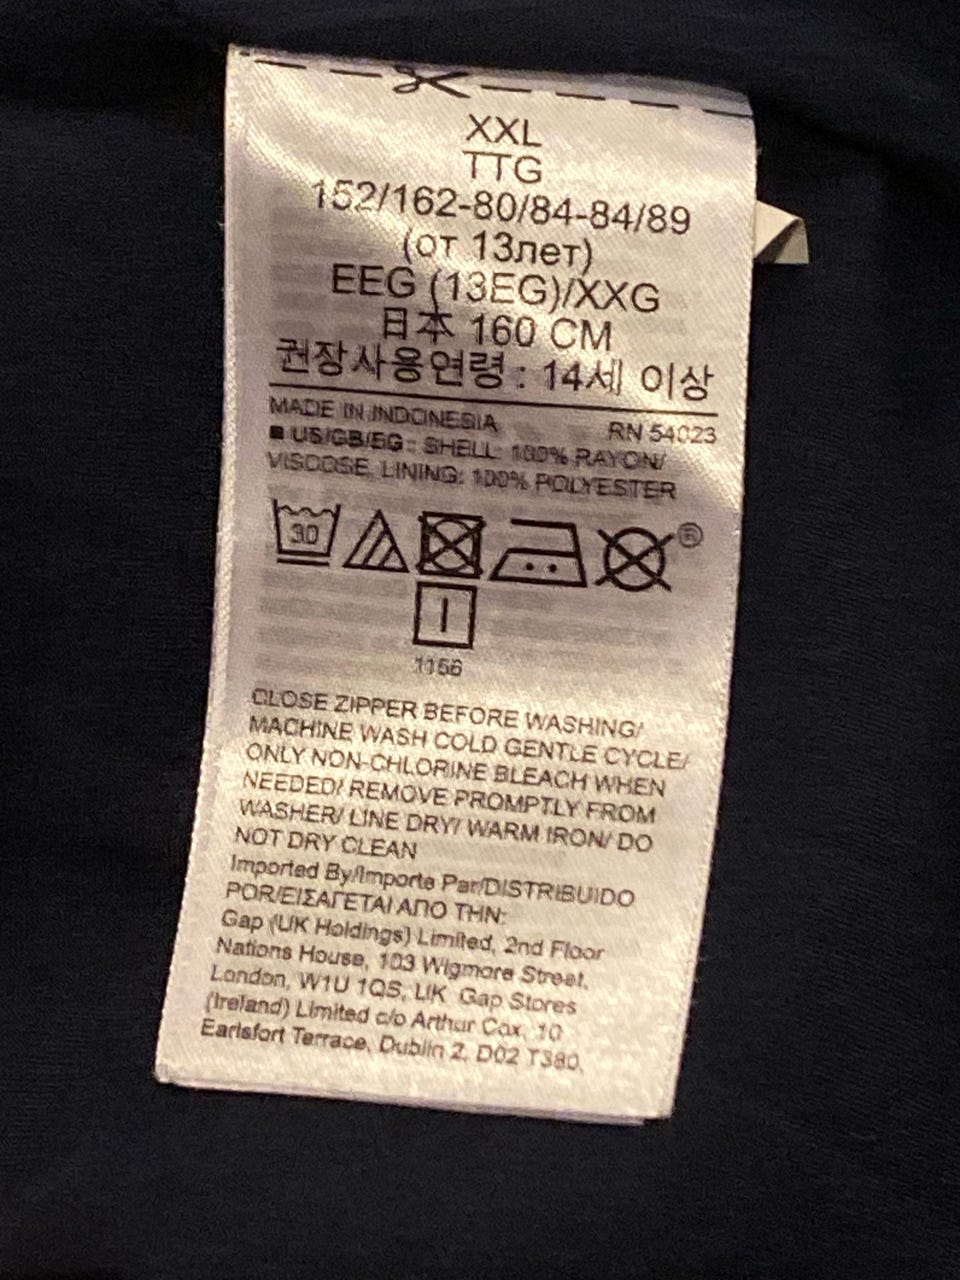 XXL
TTG
152/162-80/84-84/89
(от 13лет)
EEG (13EG)/XXG
日本 160 CM
권장사용연령 : 14세 이상
MADE IN INDONESIA RN 54023
■ US/GB/EG : SHELL: 100% RAYON/
VISCOSE, LINING: 100% POLYESTER
30
®
1156
CLOSE ZIPPER BEFORE WASHING/
MACHINE WASH COLD GENTLE CYCLE/
ONLY NON-CHLORINE BLEACH WHEN
NEEDED/ REMOVE PROMPTLY FROM
WASHER/ LINE DRY/ WARM IRON/ DO
NOT DRY CLEAN
Imported By/Importe Par/DISTRIBUIDO
POR/ΕΙΣΑΓΕΤΑΙ ΑΠΟ ΤΗΝ:
Gap (UK Holdings) Limited, 2nd Floor
Nations House, 103 Wigmore Street,
London, W1U 1QS, UK Gap Stores
(Ireland) Limited c/o Arthur Cox, 10
Earlsfort Terrace, Dublin 2, D02 T380.